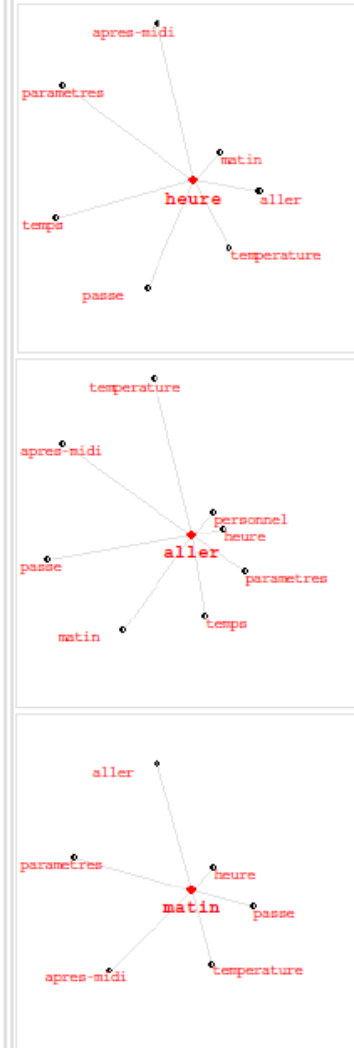 apres-midi
parametres
matin
heure
aller
temps
temperature
passe
temperature
apres-midi
personnel
heure
aller
passe
parametres
temps
matin
aller
parametres
heure
matin
passe
apres-midi
temperature